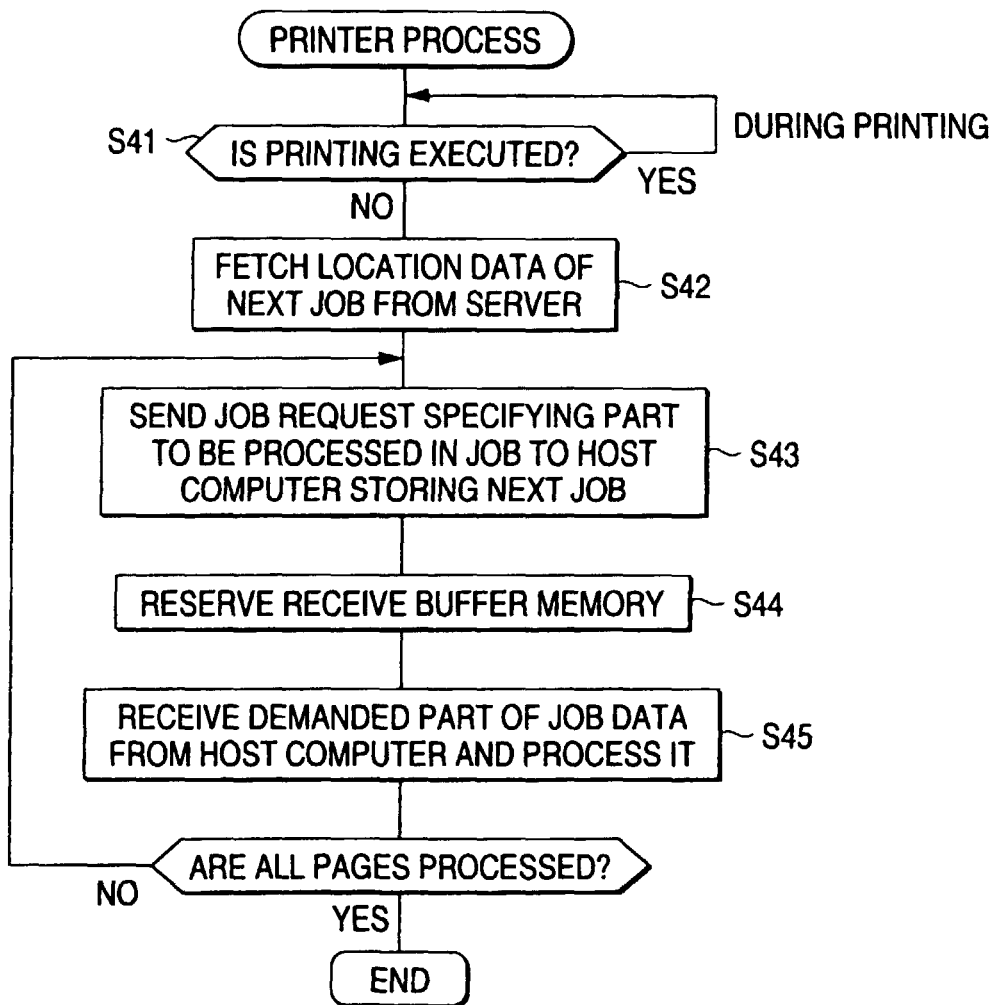 PRINTER PROCESS
DURING PRINTING
S41
IS PRINTING EXECUTED?
YES
NO
FETCH LOCATION DATA OF
NEXT JOB FROM SERVER
S42
SEND JOB REQUEST SPECIFYING PART
TO BE PROCESSED IN JOB TO HOST
COMPUTER STORING NEXT JOB
S43
RESERVE RECEIVE BUFFER MEMORY
S44
RECEIVE DEMANDED PART OF JOB DATA
FROM HOST COMPUTER AND PROCESS IT
S45
ARE ALL PAGES PROCESSED?
NO
YES
END